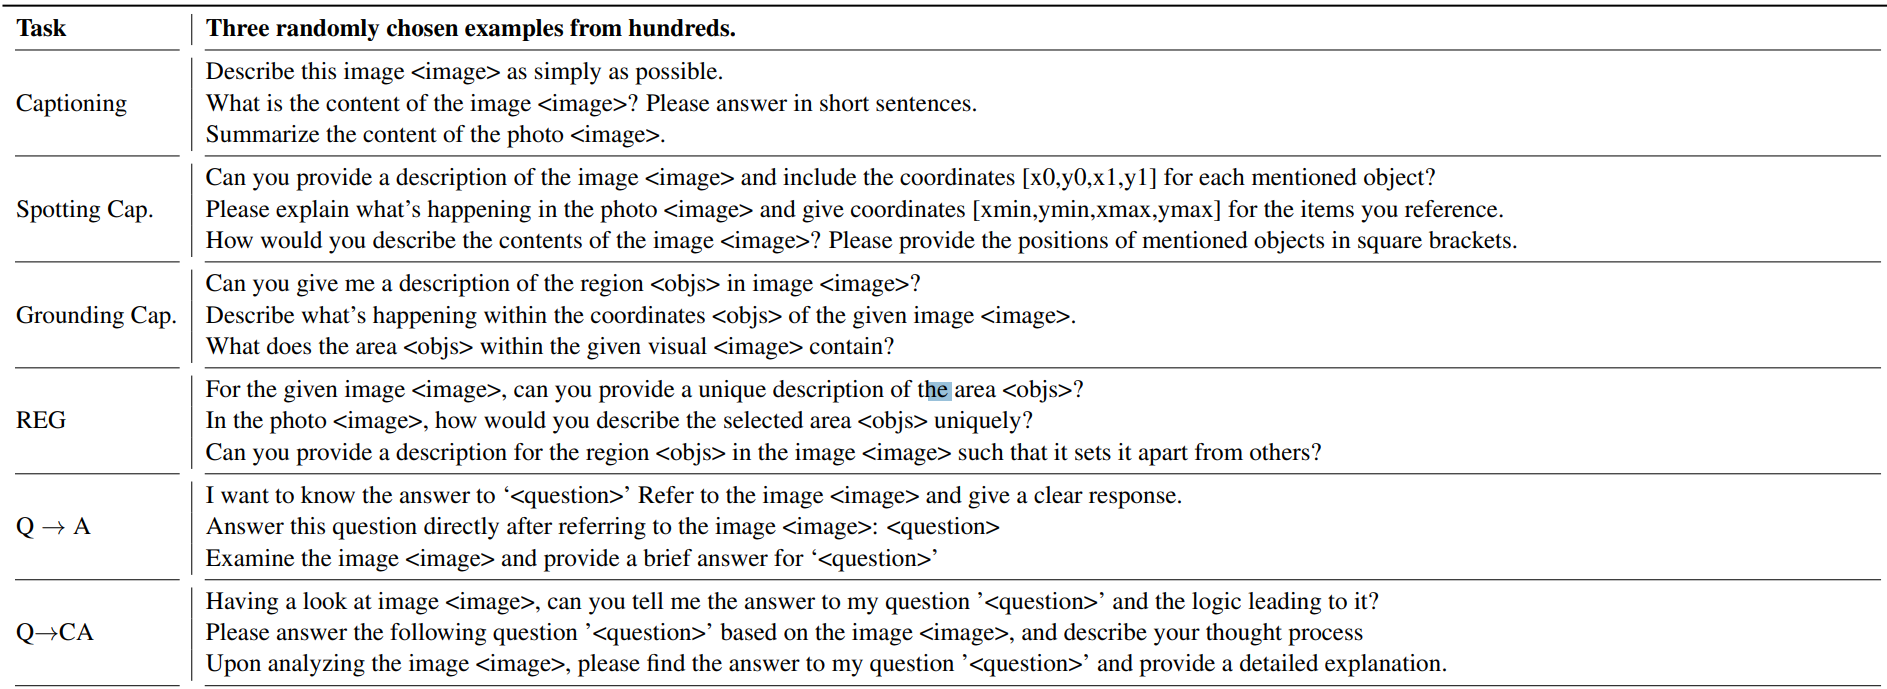 Task Three randomly chosen examples from hundreds.
Describe this image <image> as simply as possible.
Captioning What is the content of the image <image>? Please answer in short sentences.
Summarize the content of the photo <image>.
Can you provide a description of the image <image> and include the coordinates [x0,y0,x1,y1] for each mentioned object?
Spotting Cap. Please explain what’s happening in the photo <image> and give coordinates [xmin,ymin,xmax,ymax] for the items you reference.
How would you describe the contents of the image <image>? Please provide the positions of mentioned objects in square brackets.
Can you give me a description of the region <objs> in image <image>?
Grounding Cap. Describe what’s happening within the coordinates <objs> of the given image <image>.
What does the area <objs> within the given visual <image> contain?
For the given image <image>, can you provide a unique description of the area <objs>?
REG In the photo <image>, how would you describe the selected area <objs> uniquely?
Can you provide a description for the region <objs> in the image <image> such that it sets it apart from others?
I want to know the answer to ‘<question>’ Refer to the image <image> and give a clear response.
Q → A Answer this question directly after referring to the image <image>: <question>
Examine the image <image> and provide a brief answer for ‘<question>’
Having a look at image <image>, can you tell me the answer to my question ’<question>’ and the logic leading to it?
Q→CA Please answer the following question ’<question>’ based on the image <image>, and describe your thought process
Upon analyzing the image <image>, please find the answer to my question ’<question>’ and provide a detailed explanation.